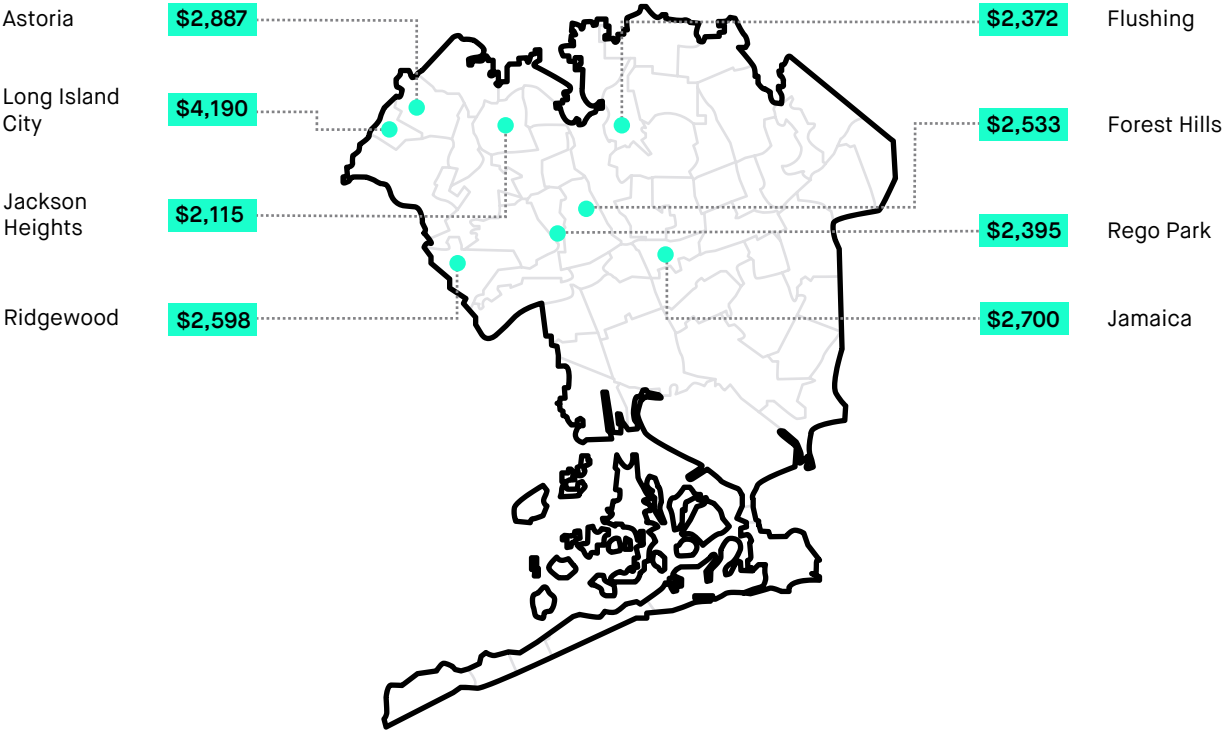 Astoria
$2,887
Long Island
City
$4,190
Jackson
Heights
$2,115
Ridgewood
$2,598
$2,372
Flushing
$2,533
Forest Hills
$2,395
Rego Park
$2,700
Jamaica